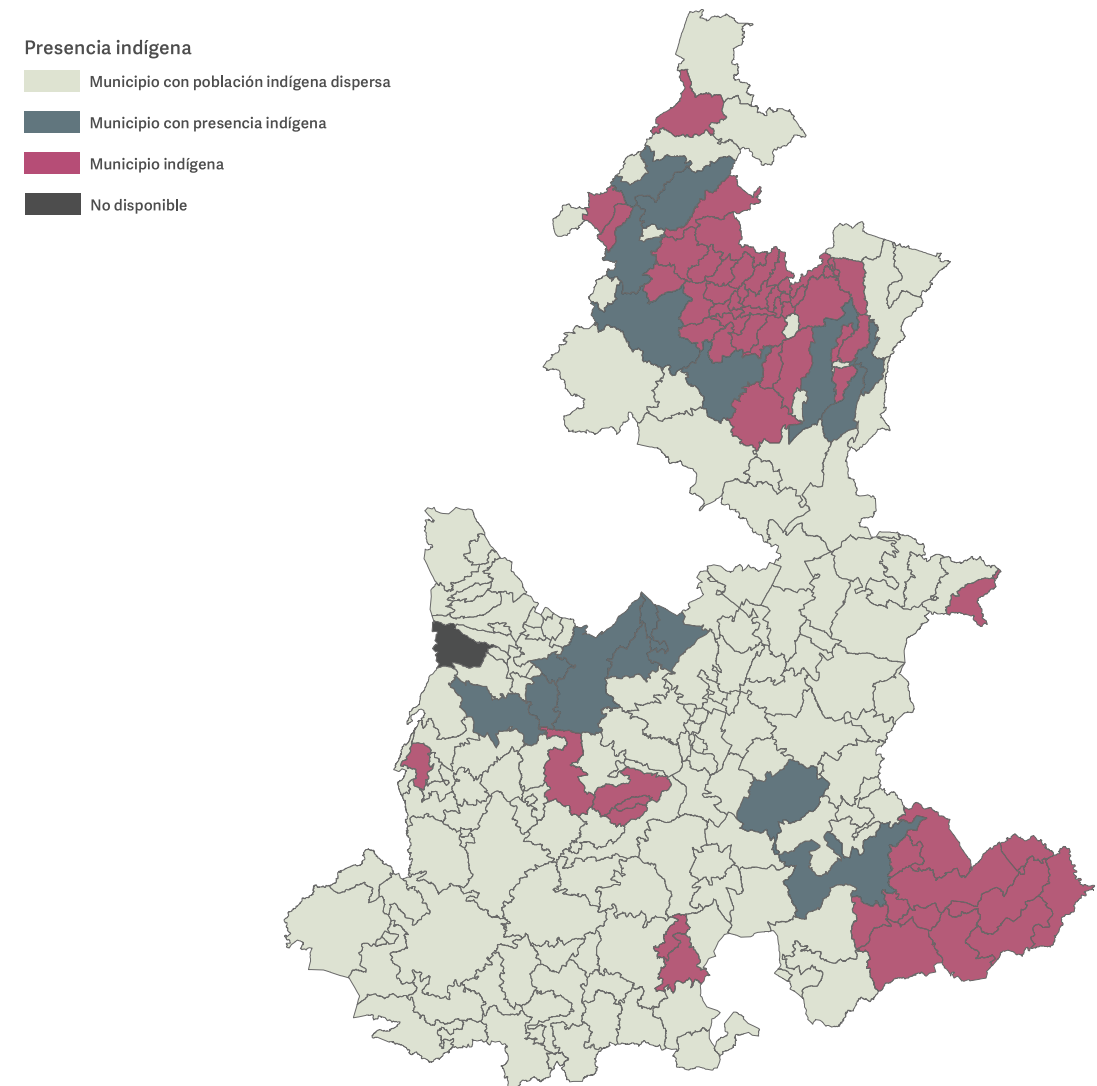 Presencia indígena
Municipio con población indígena dispersa
Municipio con presencia indígena
Municipio indígena
No disponible